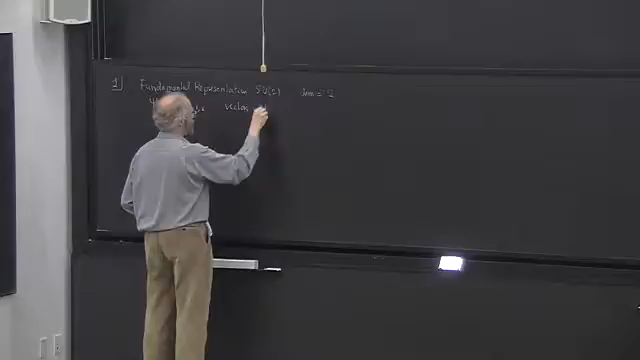 1] Fundamental Representation SU(2) dim = 2
vector